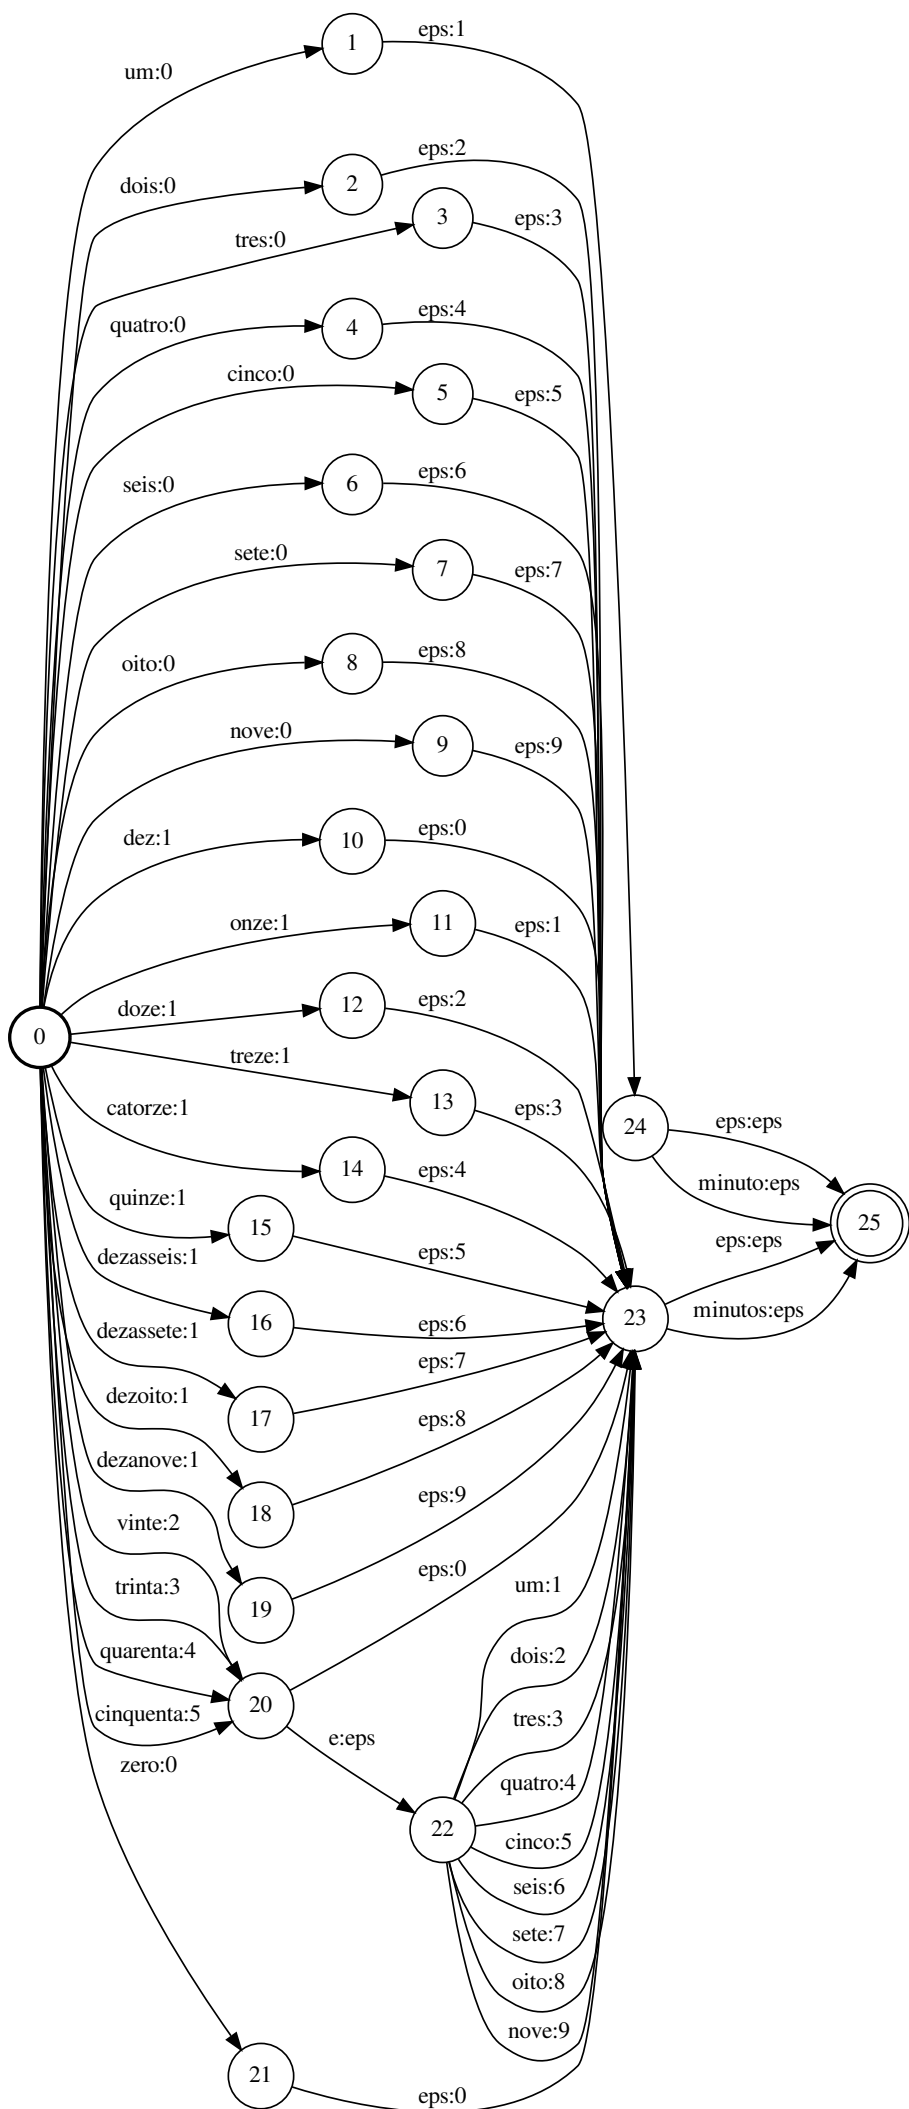 1
eps:1
um:0
eps:2
dois:0
2
3
eps:3
tres:0
eps:4
quatro:0
4
cinco:0
5
eps:5
eps:6
seis:0
6
sete:0
7
eps:7
eps:8
oito:0
8
nove:0
9
eps:9
eps:0
dez:1
10
onze:1
11
eps:1
eps:2
doze:1
12
0
treze:1
13
eps:3
catorze:1
24
eps:eps
14
eps:4
minuto:eps
quinze:1
15
25
eps:eps
dezasseis:1
eps:5
16
eps:6
23
minutos:eps
dezassete:1
eps:7
17
dezoito:1
eps:8
dezanove:1
18
eps:9
vinte:2
eps:0
trinta:3
um:1
19
quarenta:4
dois:2
20
cinquenta:5
tres:3
e:eps
zero:0
quatro:4
22
cinco:5
seis:6
sete:7
oito:8
nove:9
21
eps:0